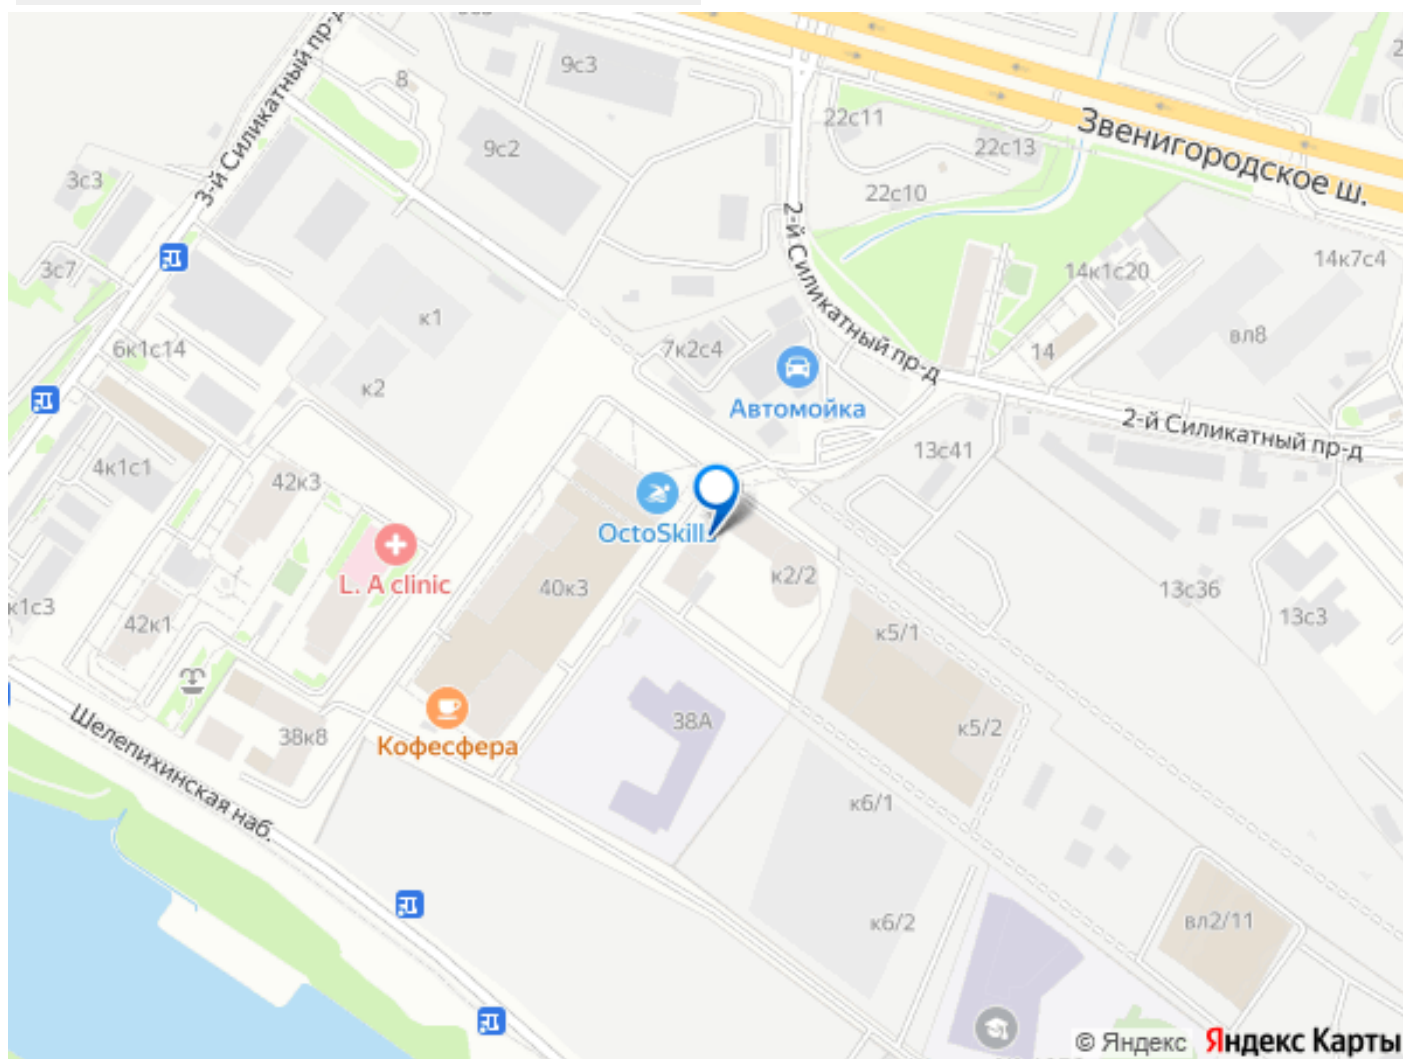 9с3
8
3-й Силикатный пр-д
22с11
Звенигородское ш.
9с2
22с13
3с3
22с10
2-й Силикатный пр-д
3с7
14к1с20
14к7с4
к1
вл8
6к1с14
7к2с4
14
к2
Автомойка
2-й Силикатный пр-д
4к1с1
42к3
13с41
OctoSkills
L. A clinic
40к3
к2/2
13с36
к1с3
42к1
13с3
к5/1
38А
к5/2
38к8
Кофесфера
Шелепихинская наб.
к6/1
к6/2
вл2/11
© Яндекс Яндекс Карты